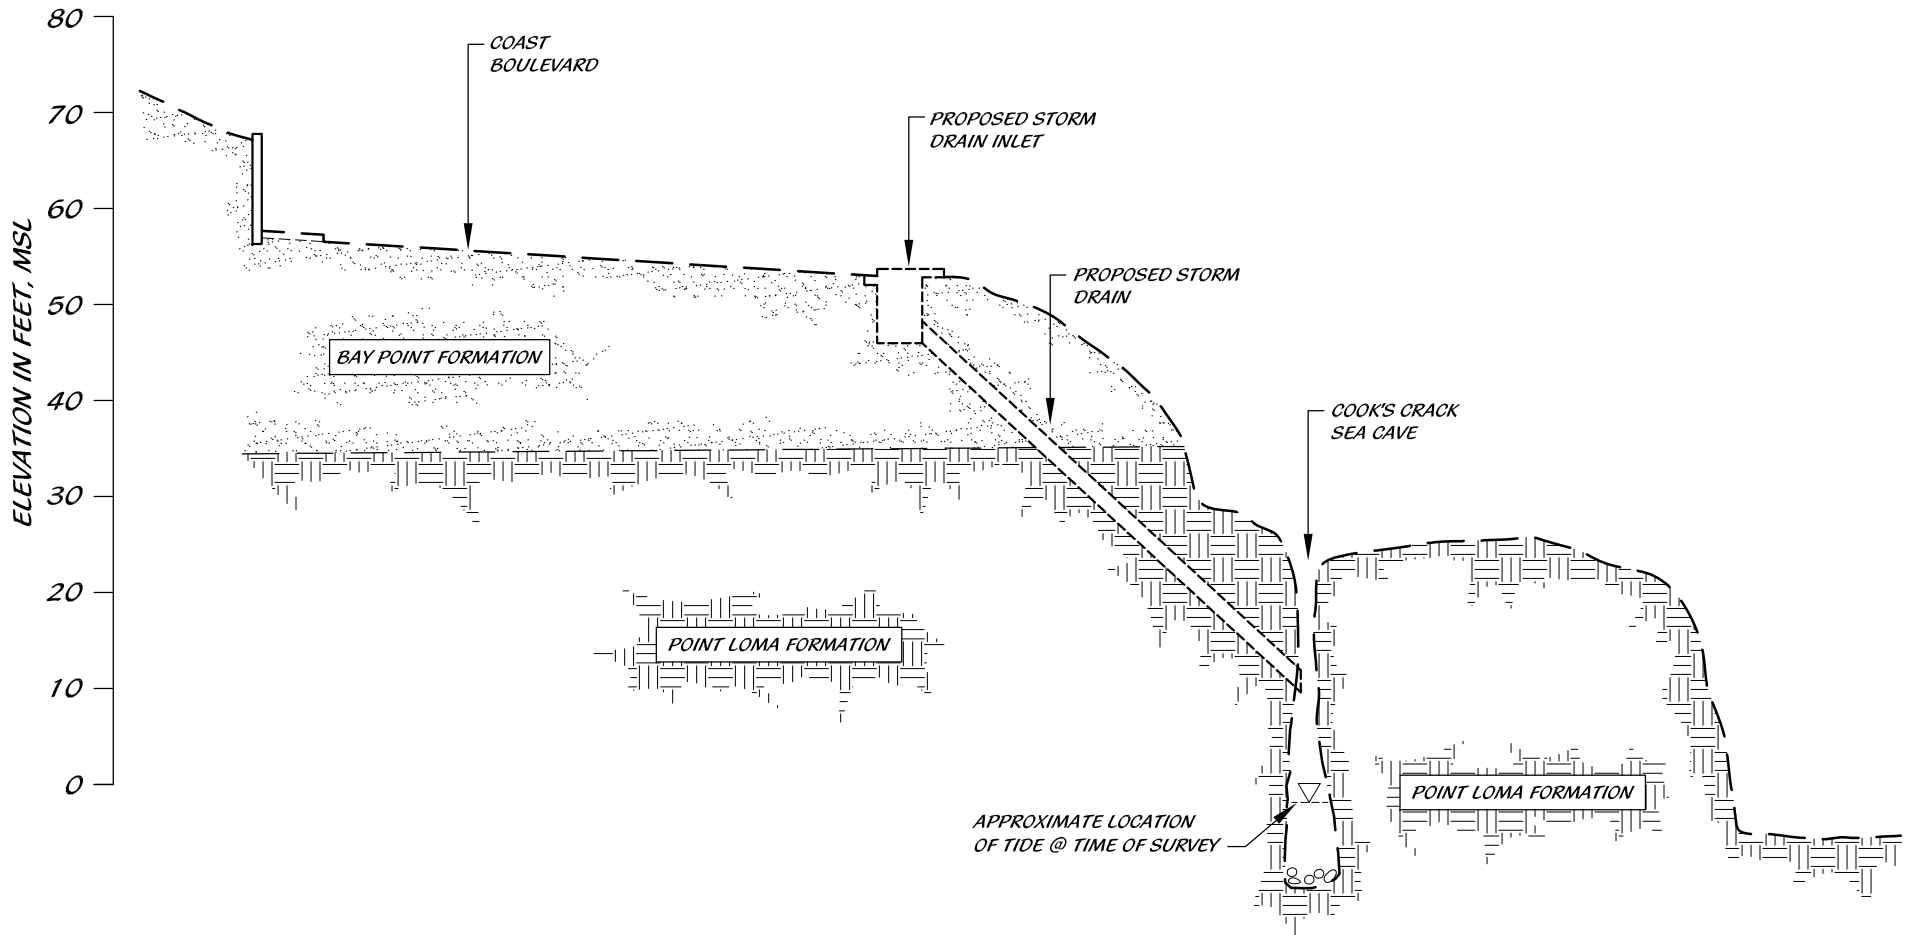 80
COAST
BOULEVARD
70
PROPOSED STORM
DRAIN INLET
60
ELEVATION IN FEET, MSL
50
PROPOSED STORM
DRAIN
BAY POINT FORMATION
40
COOK'S CRACK
SEA CAVE
30
20
POINT LOMA FORMATION
10
0
POINT LOMA FORMATION
APPROXIMATE LOCATION
OF TIDE @ TIME OF SURVEY